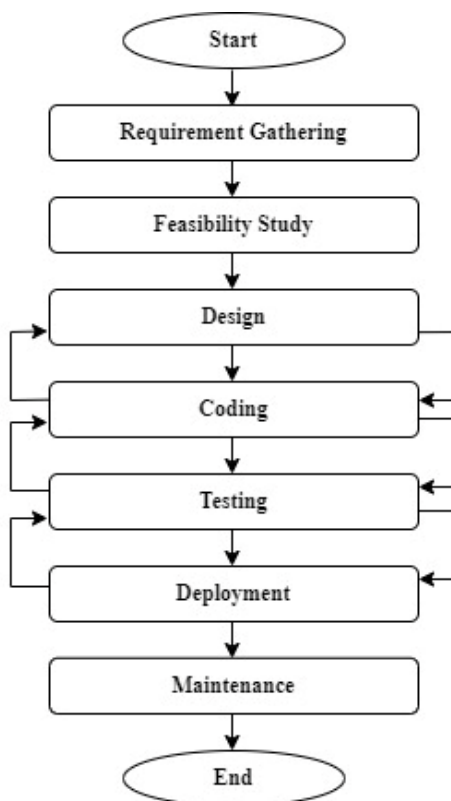 Start
Requirement Gathering
Feasibility Study
Design
Coding
Testing
Deployment
Maintenance
End